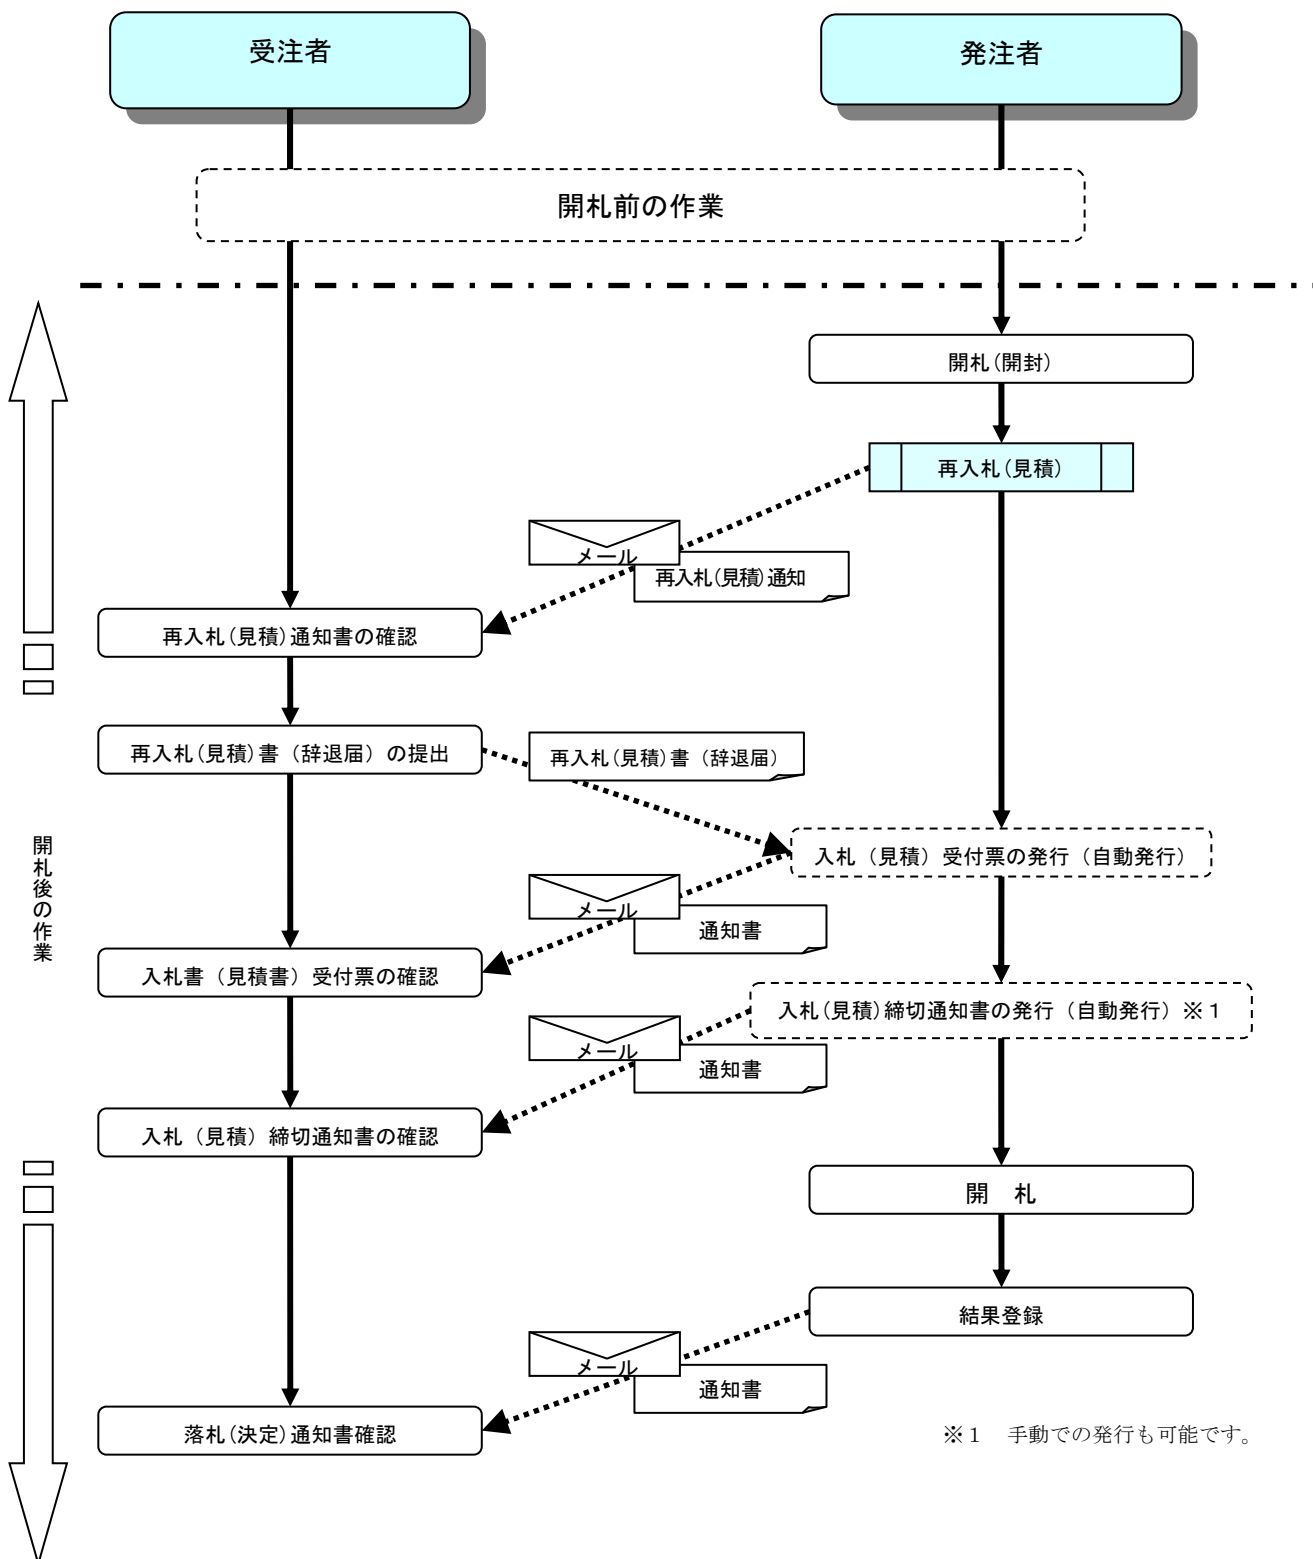 受注者
発注者
開札前の作業
開札(開封)
再入札(見積)
メール
再入札(見積)通知
再入札(見積)通知書の確認
再入札(見積)書（辞退届）の提出
再入札(見積)書（辞退届）
入札（見積）受付票の発行（自動発行）
開札後の作業
メール
通知書
入札書（見積書）受付票の確認
入札(見積)締切通知書の発行（自動発行）※１
メール
通知書
入札（見積）締切通知書の確認
開　札
結果登録
メール
通知書
落札(決定)通知書確認
※１　手動での発行も可能です。